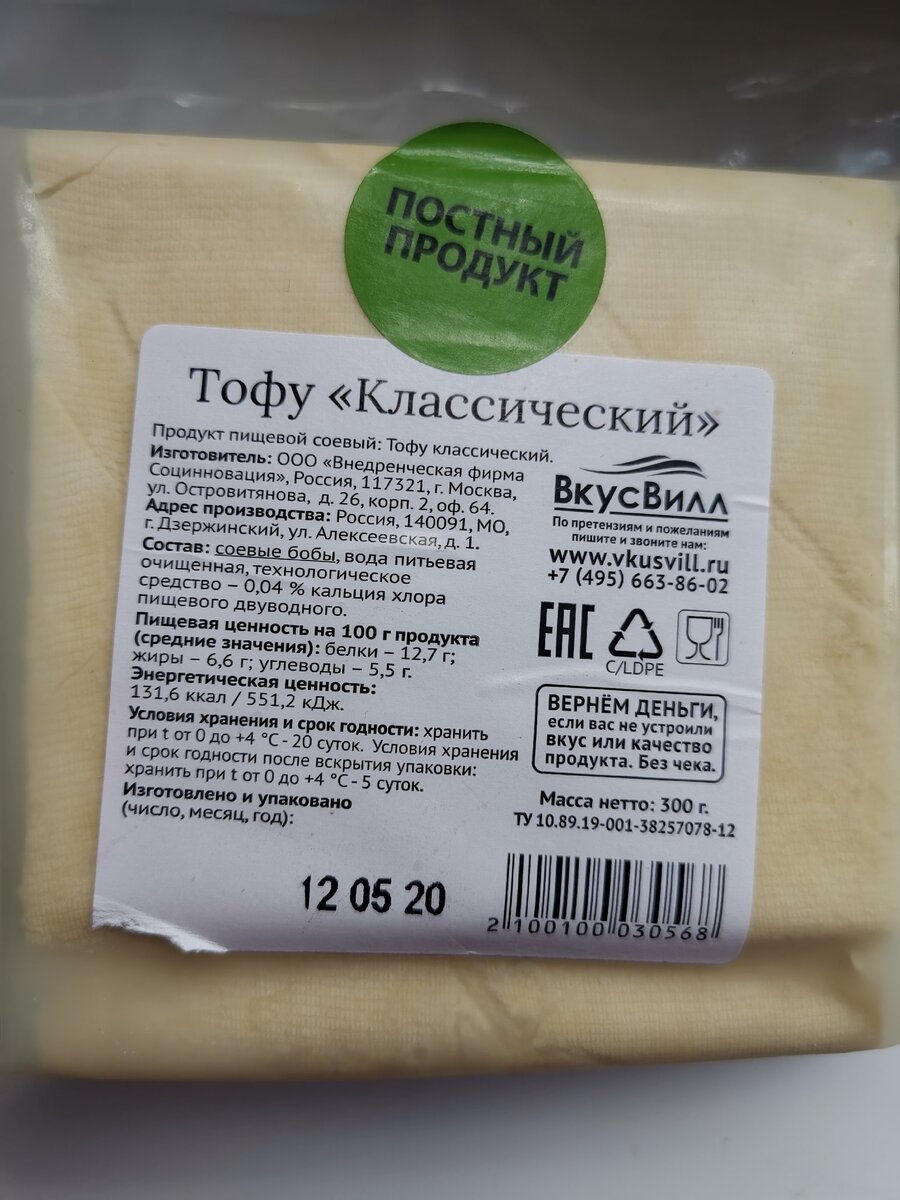 ПОСТНЫЙ
ПРОДУКТ
Тофу «Классический»
Продукт пищевой соевый: Тофу классический.
Изготовитель: ООО «Внедренческая фирма
Социнновация», Россия, 117321, г. Москва,
ул. Островитянова, д. 26, корп. 2, оф. 64.
Адрес производства: Россия, 140091, МО,
г. Дзержинский, ул. Алексеевская, д. 1.
Состав: соевые бобы, вода питьевая
очищенная, технологическое
средство – 0,04 % кальция хлора
пищевого двуводного.
Пищевая ценность на 100 г продукта
(средние значения): белки – 12,7 г;
жиры – 6,6 г; углеводы – 5,5 г.
Энергетическая ценность:
131,6 ккал / 551,2 кДж.
Условия хранения и срок годности: хранить
при t от 0 до +4 °С - 20 суток. Условия хранения
и срок годности после вскрытия упаковки:
хранить при t от 0 до +4 °С - 5 суток.
Изготовлено и упаковано
(число, месяц, год):
12 05 20
ВкусВилл
По претензиям и пожеланиям
пишите и звоните нам:
www.vkusvill.ru
+7 (495) 663-86-02
ЕАС
C/LDPE
ВЕРНЁМ ДЕНЬГИ,
если вас не устроили
вкус или качество
продукта. Без чека.
Масса нетто: 300 г.
ТУ 10.89.19-001-38257078-12
2 100100 030568